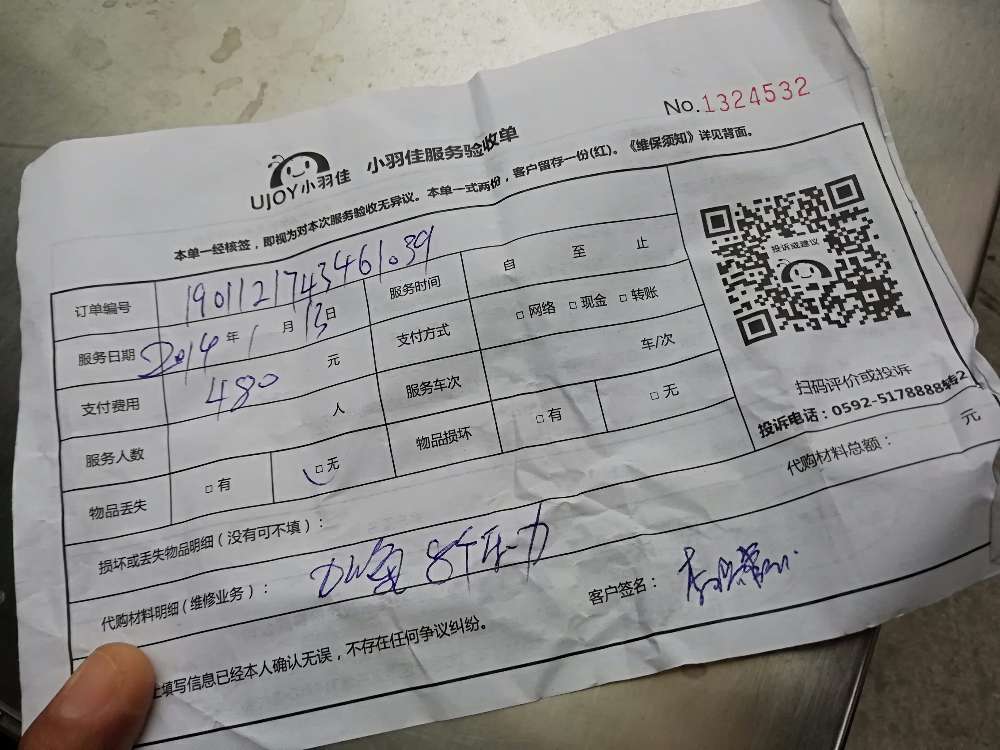 No.1324532
UJOY小羽佳 小羽佳服务验收单
本单一经核签，即视为对本次服务验收无异议。本单一式两份，客户留存一份(红)。《维保须知》详见背面。
订单编号 1901121743461039 服务时间 自 至 止
服务日期 2014年1月13日 支付方式 □网络 □现金 □转账
支付费用 480 元 服务车次 车/次
服务人数 人 物品损坏 □有 □无
物品丢失 □有 □无
投诉或建议
扫码评价或投诉
投诉电话：0592-5178888转2
损坏或丢失物品明细（没有可不填）：
代购材料总额： 元
代购材料明细（维修业务）： 加氟 8个压力
客户签名：
填写信息已经本人确认无误，不存在任何争议纠纷。